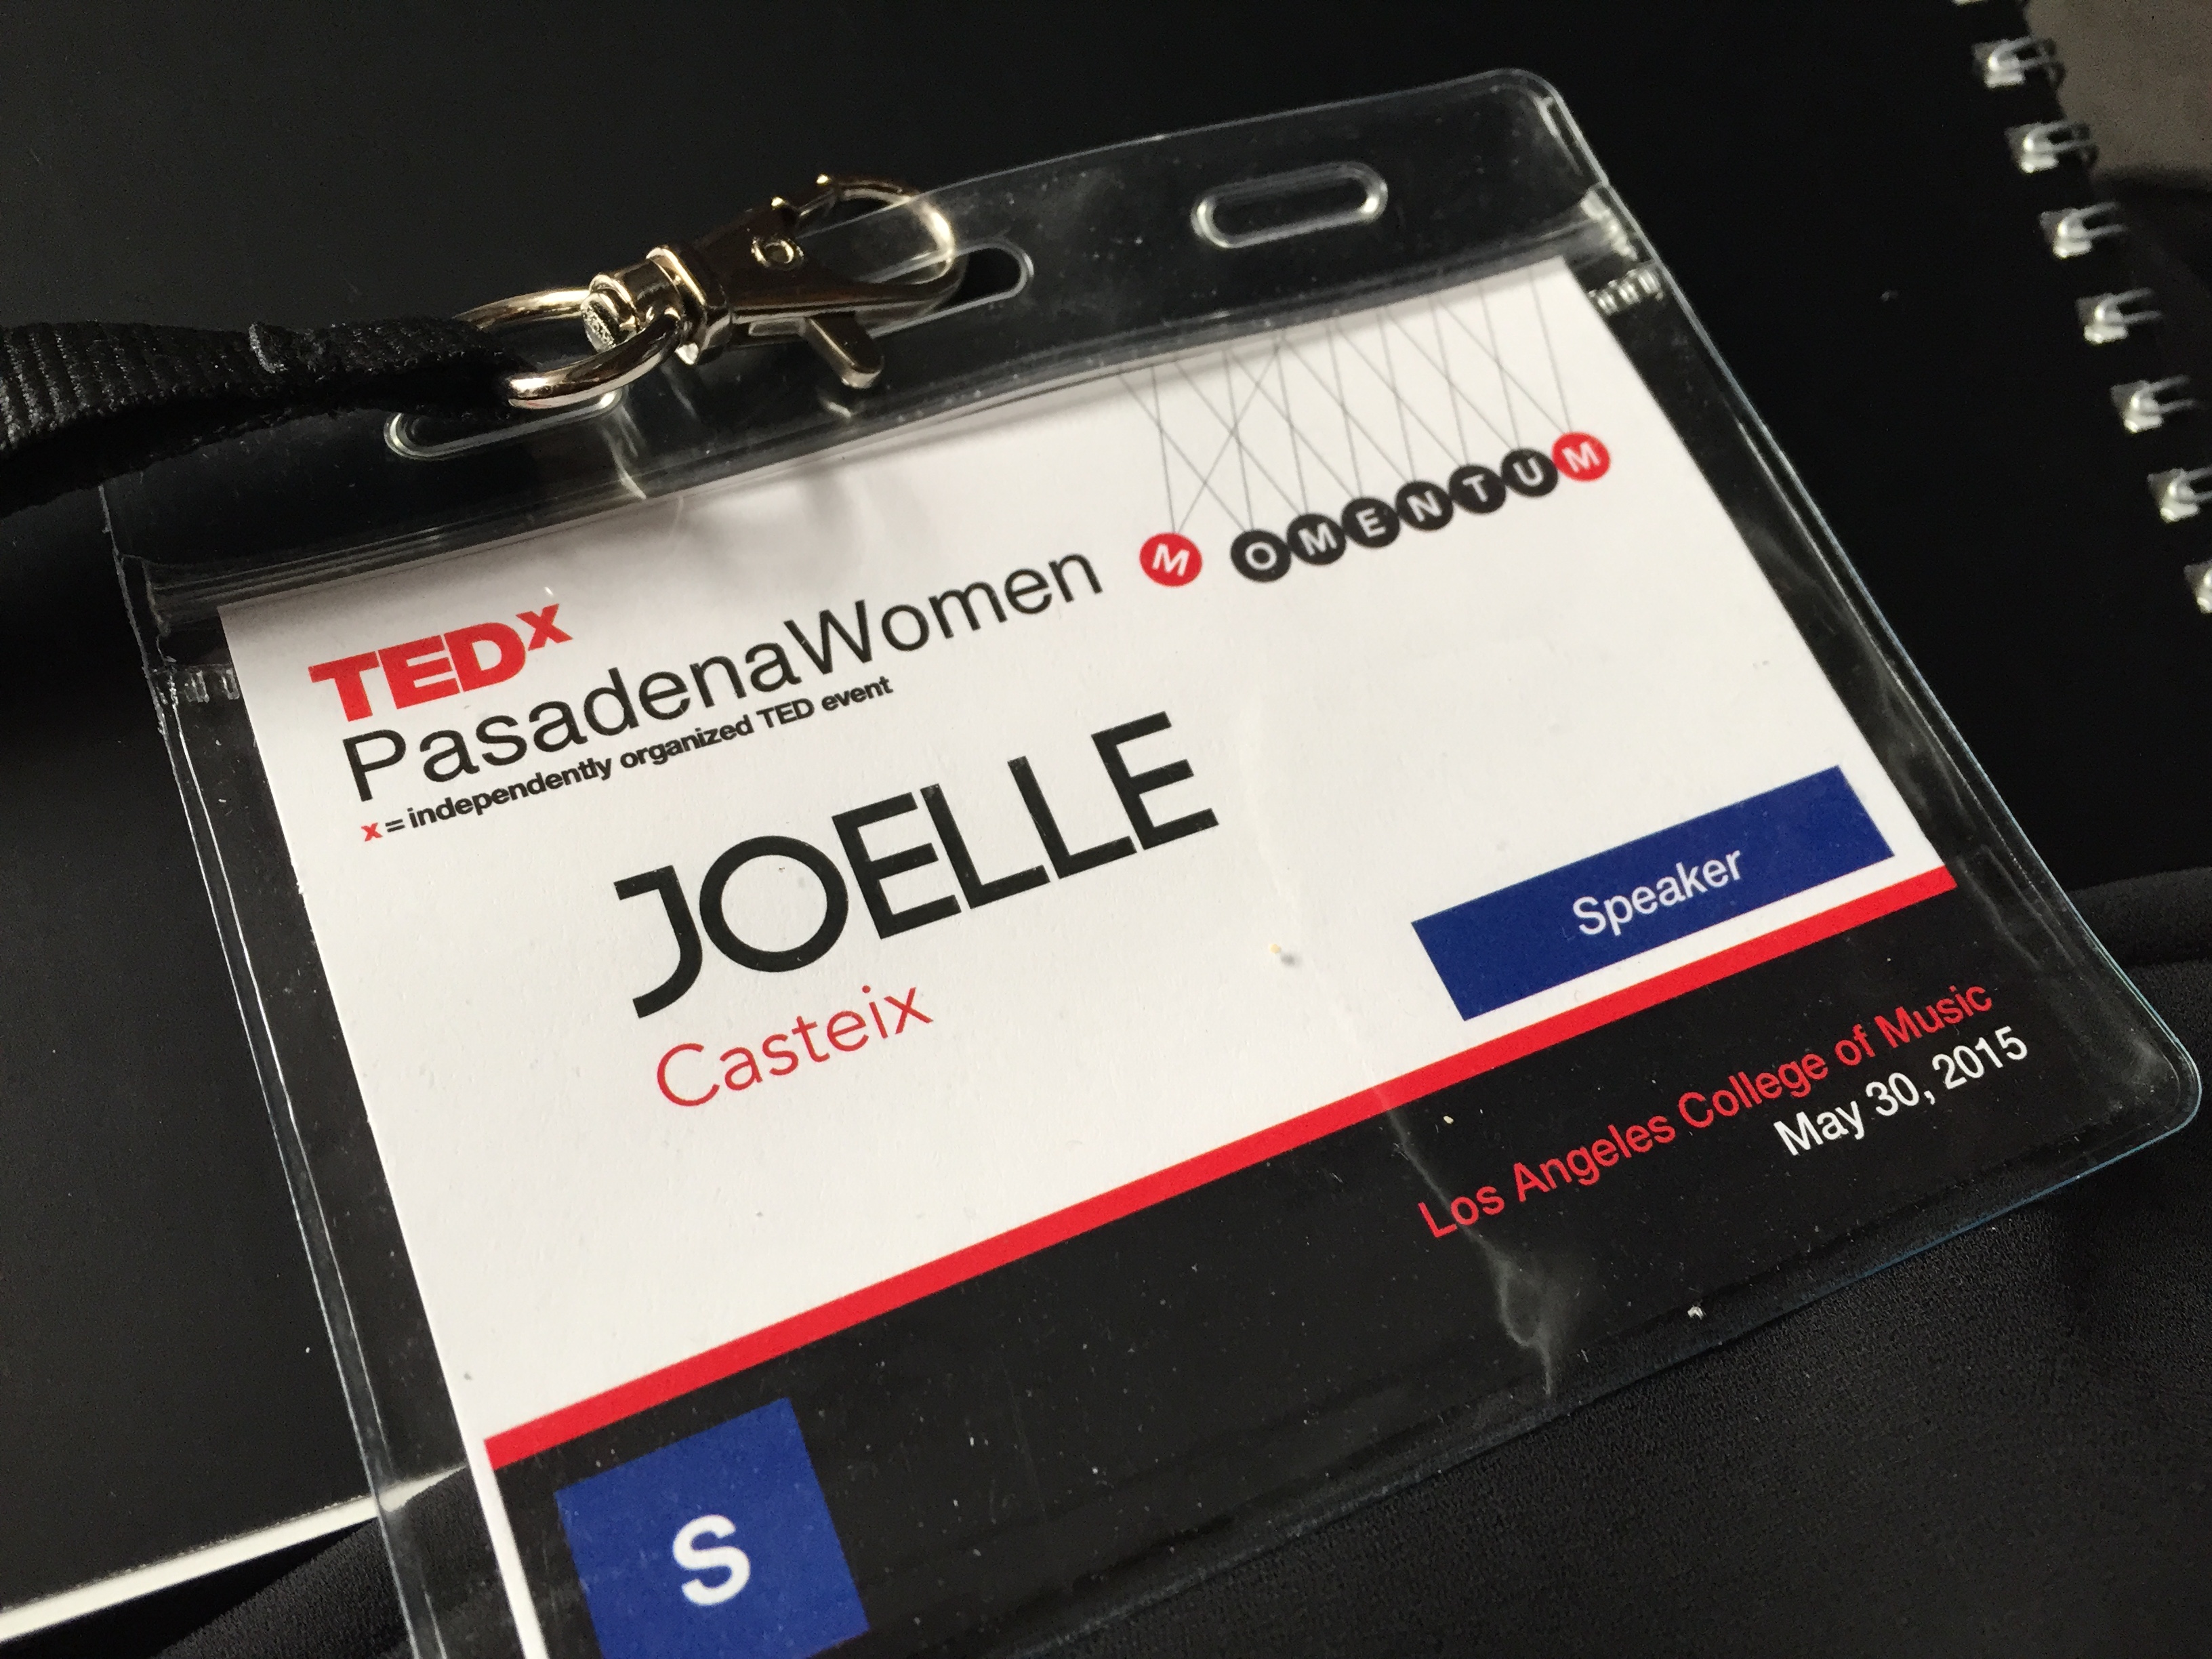 TEDx
PasadenaWomen
x = independently organized TED event
MOMENTUM
JOELLE
Casteix
Speaker
Los Angeles College of Music
May 30, 2015
S